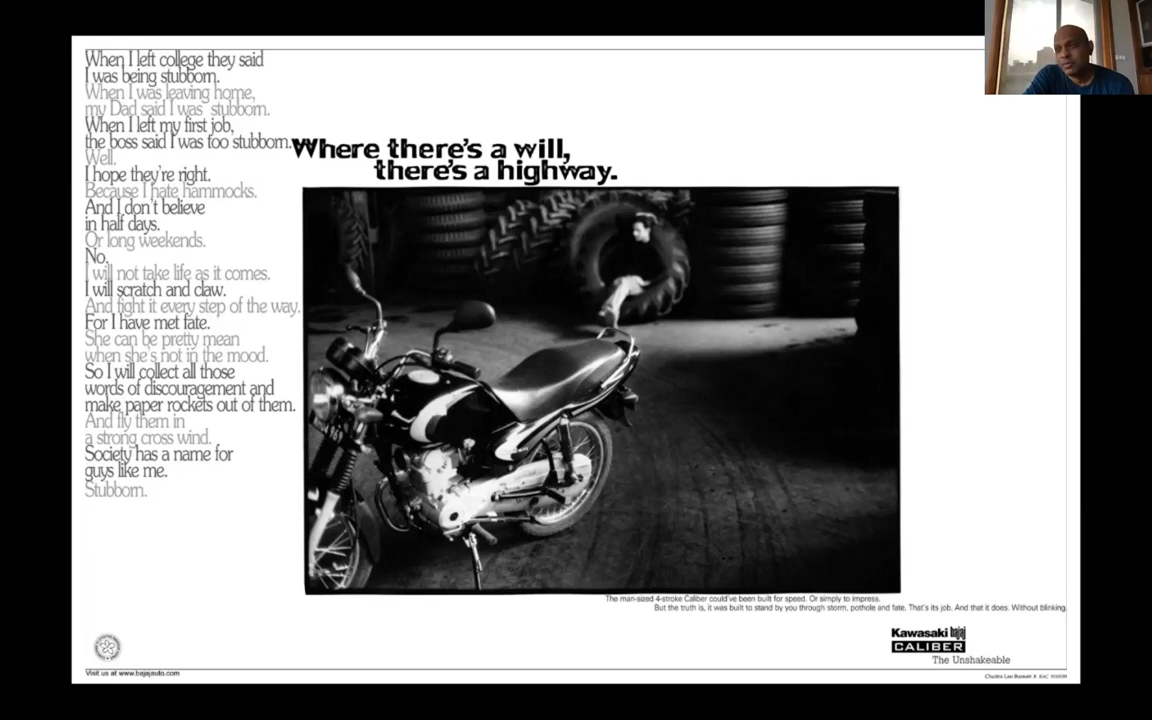 When I left college they said
I was being stubborn.
When I was leaving home,
my Dad said I was stubborn.
When I left my first job,
the boss said I was too stubborn.
Well.
I hope they're right.
Because I hate hammocks.
And I don't believe
in half days.
Or long weekends.
No.
I will not take life as it comes.
I will scratch and claw.
And fight it every step of the way.
For I have met fate.
She can be pretty mean
when she's not in the mood.
So I will collect all those
words of discouragement and
make paper rockets out of them.
And fly them in
a strong cross wind.
Society has a name for
guys like me.
Stubborn.
Where there's a will,
there's a highway.
The man-sized 4-stroke Caliber could've been built for speed. Or simply to impress.
But the truth is, it was built to stand by you through storm, pothole and fate. That's its job. And that it does. Without blinking.
Kawasaki bajaj
CALIBER
The Unshakeable
Visit us at www.bajajauto.com
Chaitra Leo Burnett